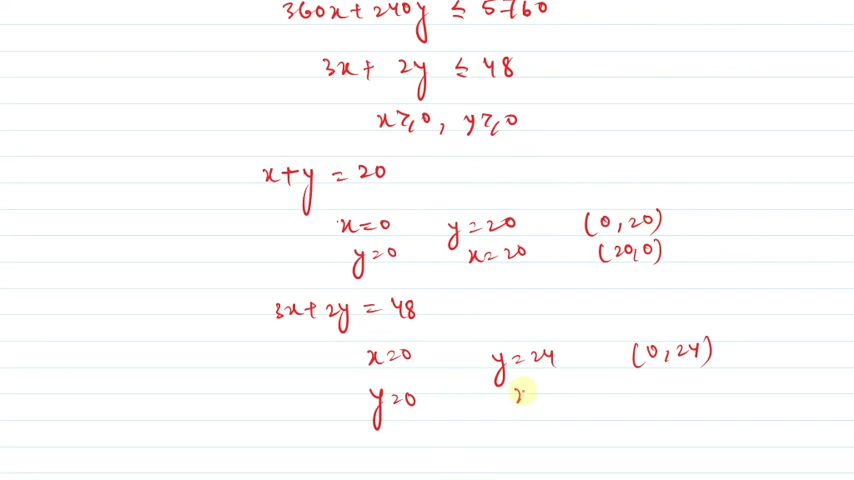 360x + 240y ≤ 5760
3x + 2y ≤ 48
x ≥ 0, y ≥ 0
x + y = 20
x = 0 y = 20 (0, 20)
y = 0 x = 20 (20, 0)
3x + 2y = 48
x = 0 y = 24 (0, 24)
y = 0